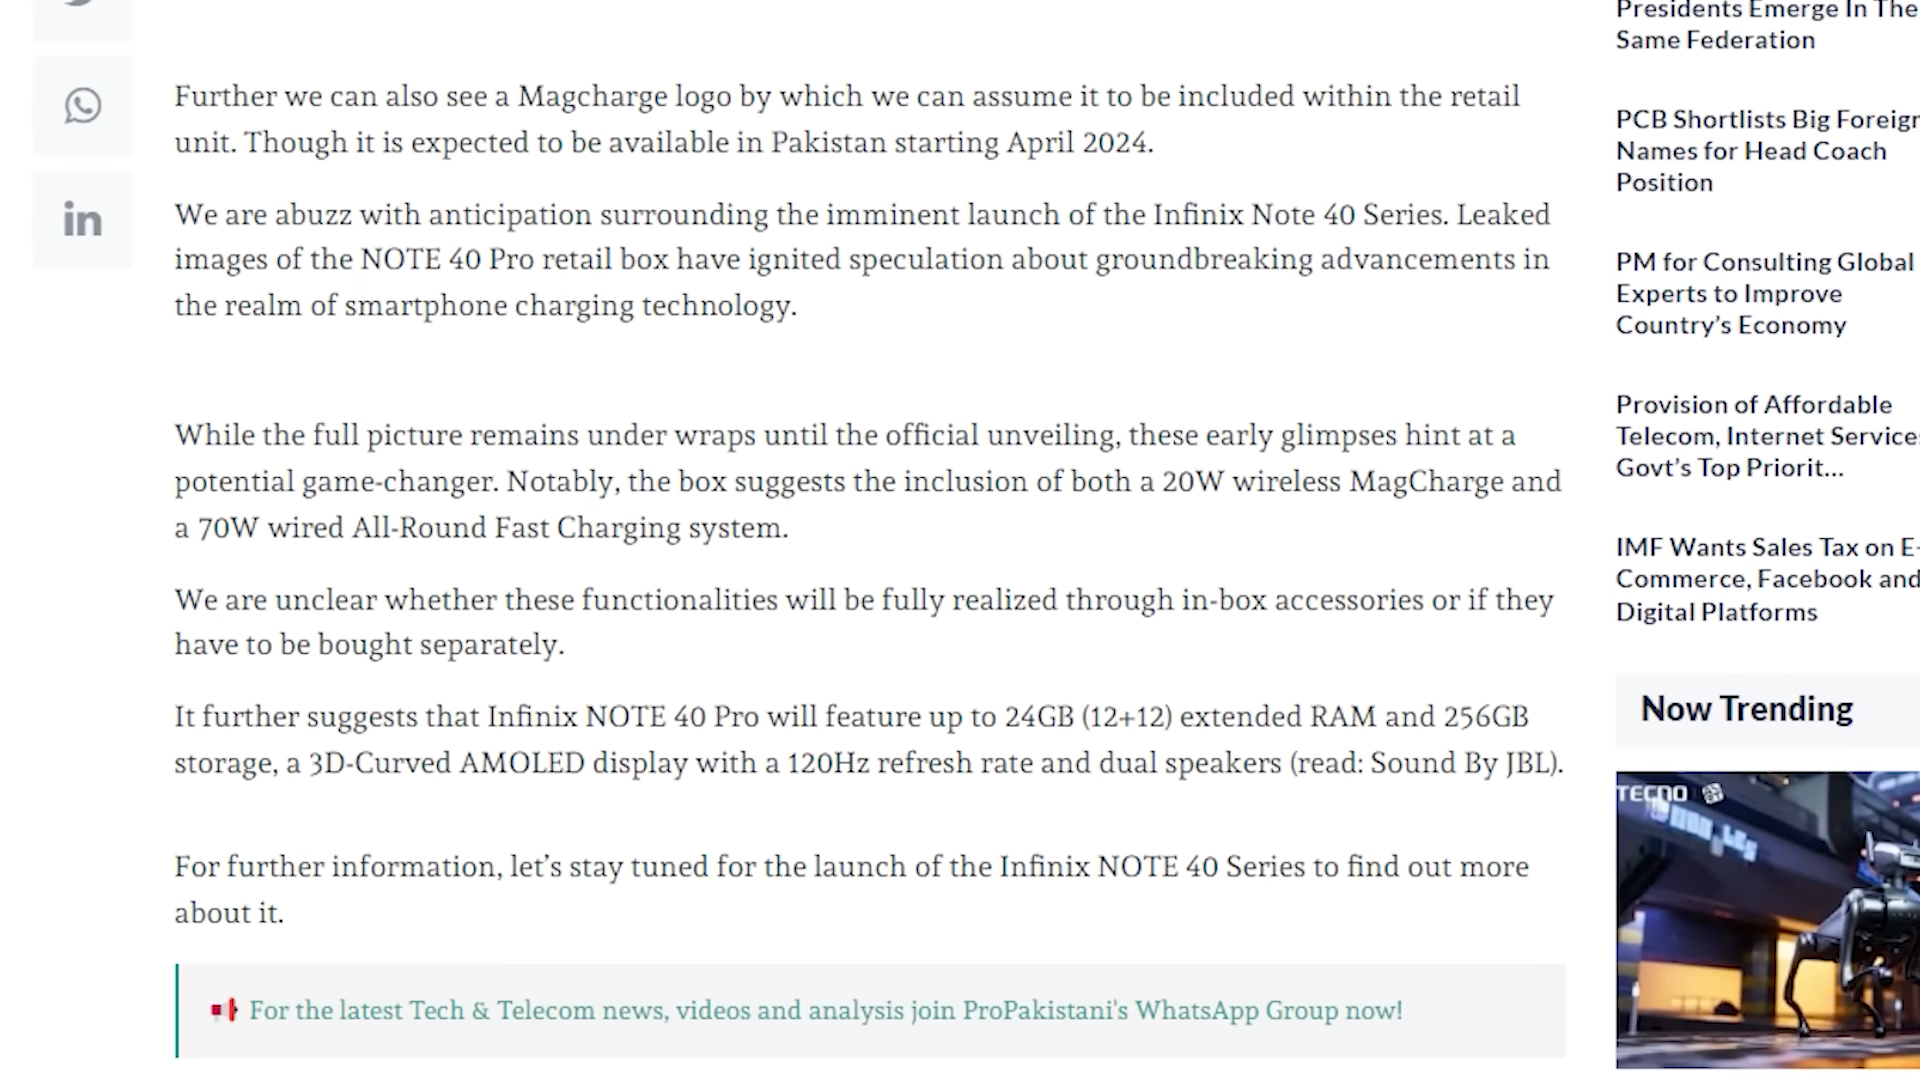 Further we can also see a Magcharge logo by which we can assume it to be included within the retail
unit. Though it is expected to be available in Pakistan starting April 2024.
We are abuzz with anticipation surrounding the imminent launch of the Infinix Note 40 Series. Leaked
images of the NOTE 40 Pro retail box have ignited speculation about groundbreaking advancements in
the realm of smartphone charging technology.
While the full picture remains under wraps until the official unveiling, these early glimpses hint at a
potential game-changer. Notably, the box suggests the inclusion of both a 20W wireless MagCharge and
a 70W wired All-Round Fast Charging system.
We are unclear whether these functionalities will be fully realized through in-box accessories or if they
have to be bought separately.
It further suggests that Infinix NOTE 40 Pro will feature up to 24GB (12+12) extended RAM and 256GB
storage, a 3D-Curved AMOLED display with a 120Hz refresh rate and dual speakers (read: Sound By JBL).
For further information, let's stay tuned for the launch of the Infinix NOTE 40 Series to find out more
about it.
For the latest Tech & Telecom news, videos and analysis join ProPakistani's WhatsApp Group now!
in
Presidents Emerge In The
Same Federation
PCB Shortlists Big Foreign
Names for Head Coach
Position
PM for Consulting Global
Experts to Improve
Country's Economy
Provision of Affordable
Telecom, Internet Services
Govt's Top Priorit...
IMF Wants Sales Tax on E-
Commerce, Facebook and
Digital Platforms
Now Trending
TECNO